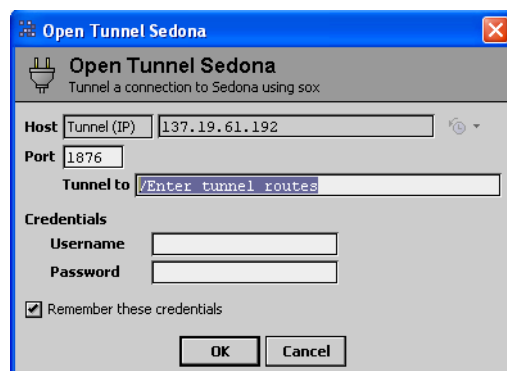 Open Tunnel Sedona
Open Tunnel Sedona
Tunnel a connection to Sedona using sox
Host Tunnel (IP) 137.19.61.192
Port 1876
Tunnel to /Enter tunnel routes
Credentials
Username
Password
Remember these credentials
OK Cancel